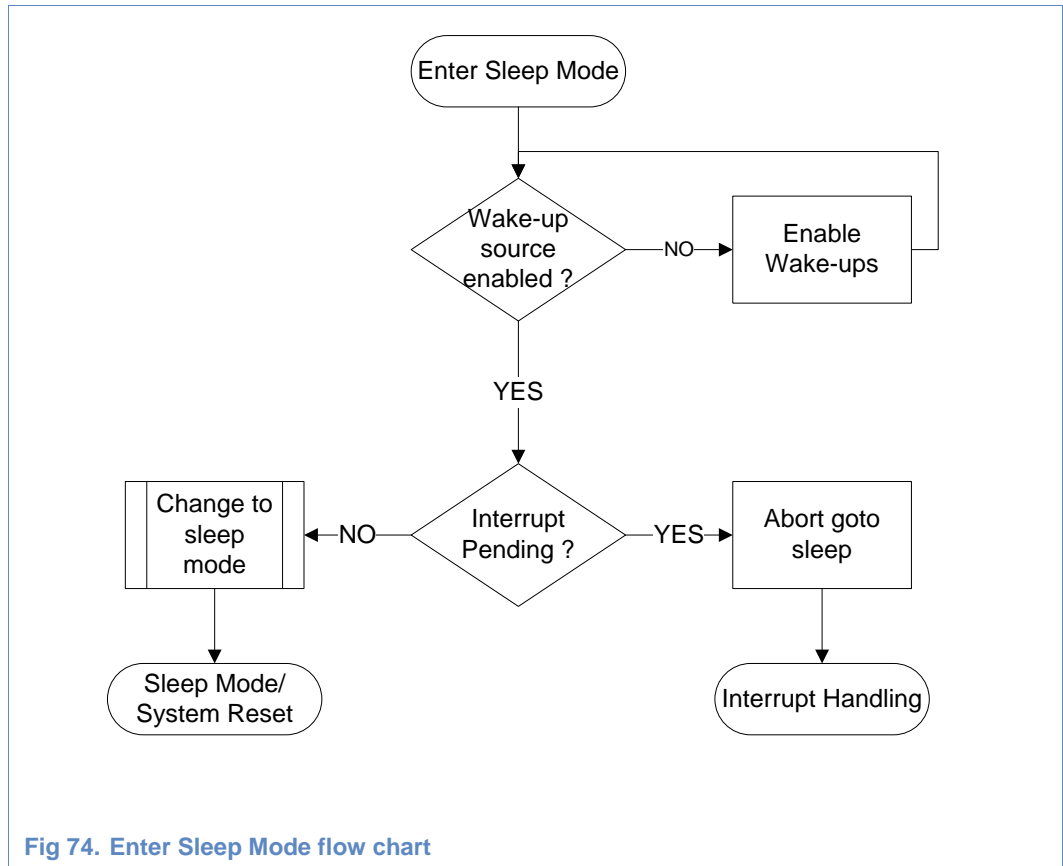 Enter Sleep Mode
Wake-up
source
enabled ?
NO
Enable
Wake-ups
YES
Change to
sleep
mode
NO
Interrupt
Pending ?
YES
Abort goto
sleep
Sleep Mode/
System Reset
Interrupt Handling
Fig 74. Enter Sleep Mode flow chart